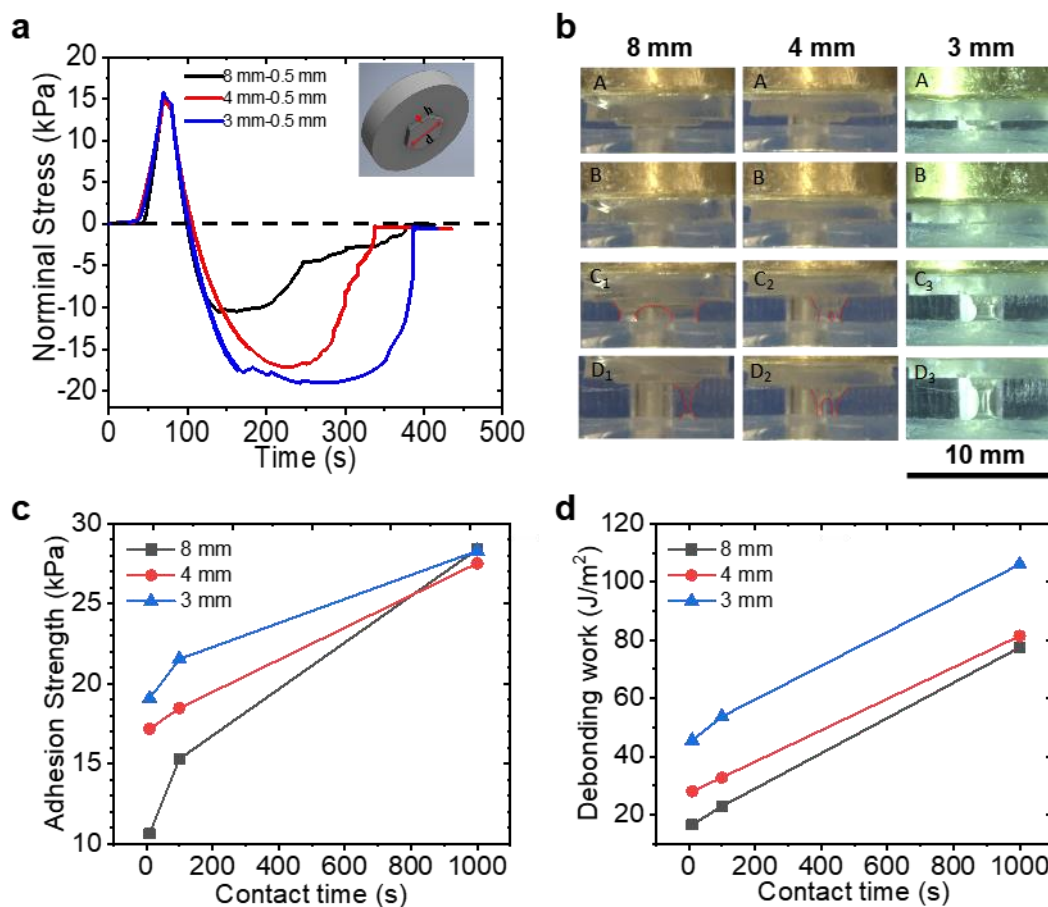 a
20
15
10
5
0
-5
-10
-15
-20
Norminal Stress (kPa)
8 mm-0.5 mm
4 mm-0.5 mm
3 mm-0.5 mm
h
d
0 100 200 300 400 500
Time (s)
b
8 mm 4 mm 3 mm
A A A
B B B
C1 C2 C3
D1 D2 D3
10 mm
c
30
25
20
15
10
Adhesion Strength (kPa)
8 mm
4 mm
3 mm
0 200 400 600 800 1000
Contact time (s)
d
120
100
80
60
40
20
Debonding work (J/m²)
8 mm
4 mm
3 mm
0 200 400 600 800 1000
Contact time (s)